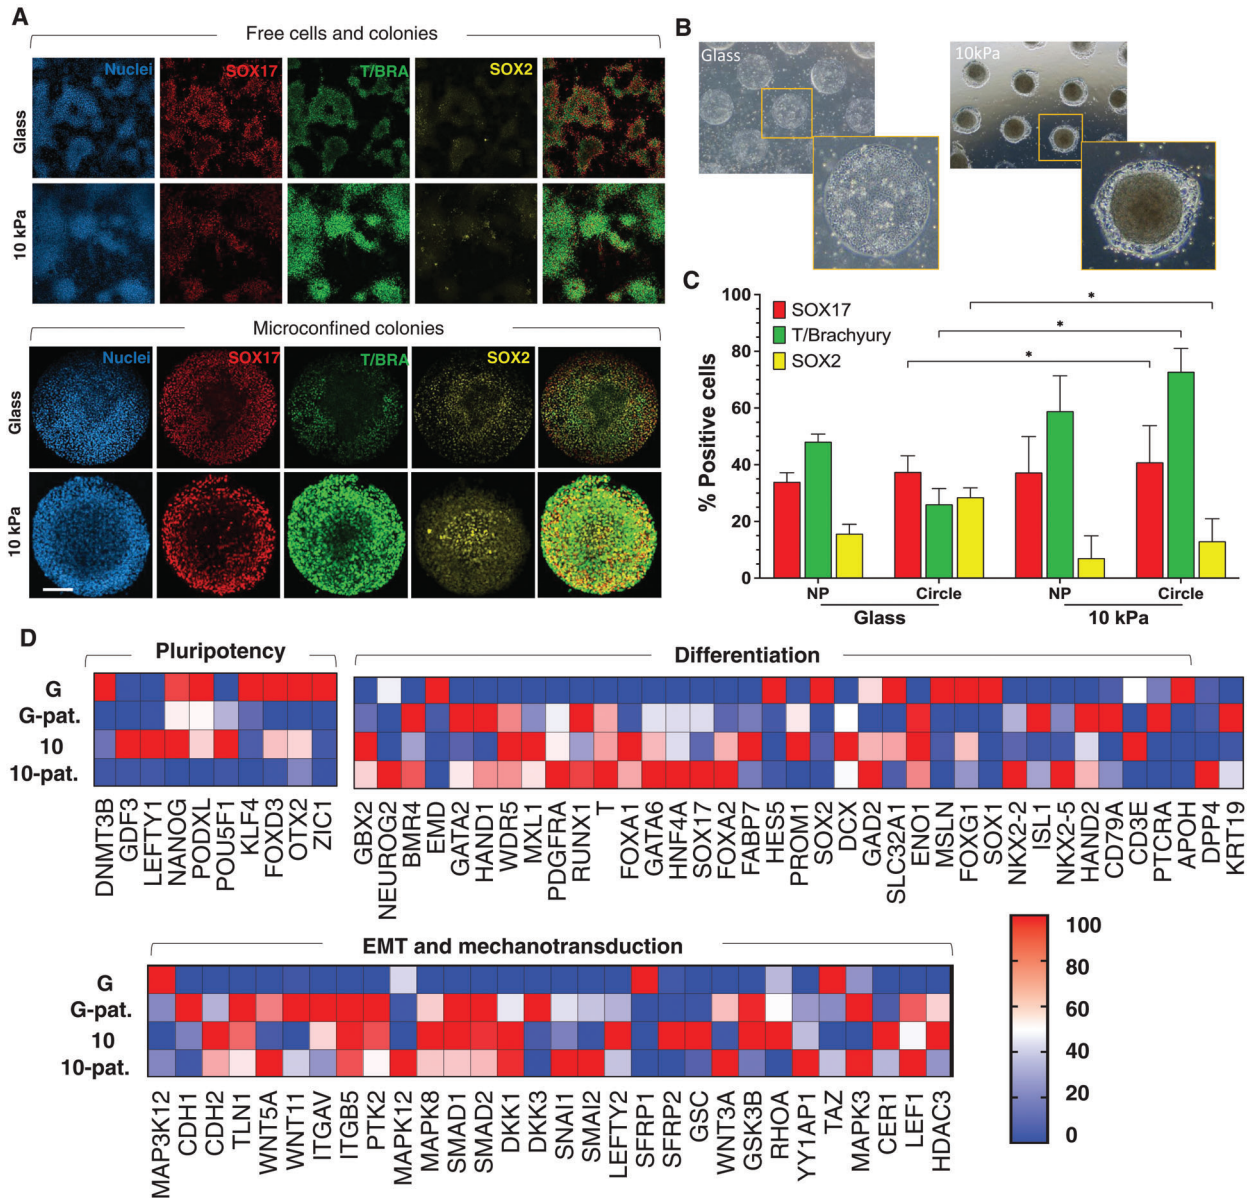 A
Free cells and colonies
Nuclei SOX17 T/BRA SOX2
Glass
10 kPa
Microconfined colonies
Nuclei SOX17 T/BRA SOX2
Glass
10 kPa
B
Glass
10kPa
C
% Positive cells
100
80
60
40
20
0
SOX17
T/Brachyury
SOX2
*
*
*
NP Circle NP Circle
Glass 10 kPa
D
Pluripotency
Differentiation
G
G-pat.
10
10-pat.
DNMT3B
GDF3
LEFTY1
NANOG
PODXL
POU5F1
KLF4
FOXD3
OTX2
ZIC1
GBX2
NEUROG2
BMR4
EMD
GATA2
HAND1
WDR5
MXL1
PDGFRA
RUNX1
T
FOXA1
GATA6
HNF4A
SOX17
FOXA2
FABP7
HES5
PROM1
SOX2
DCX
GAD2
SLC32A1
ENO1
MSLN
FOXG1
SOX1
NKX2-2
ISL1
NKX2-5
HAND2
CD79A
CD3E
PTCRA
APOH
DPP4
KRT19
EMT and mechanotransduction
G
G-pat.
10
10-pat.
MAP3K12
CDH1
CDH2
TLN1
WNT5A
WNT11
ITGAV
ITGB5
PTK2
MAPK12
MAPK8
SMAD1
SMAD2
DKK1
DKK3
SNAI1
SMAI2
LEFTY2
SFRP1
SFRP2
GSC
WNT3A
GSK3B
RHOA
YY1AP1
TAZ
MAPK3
CER1
LEF1
HDAC3
100
80
60
40
20
0